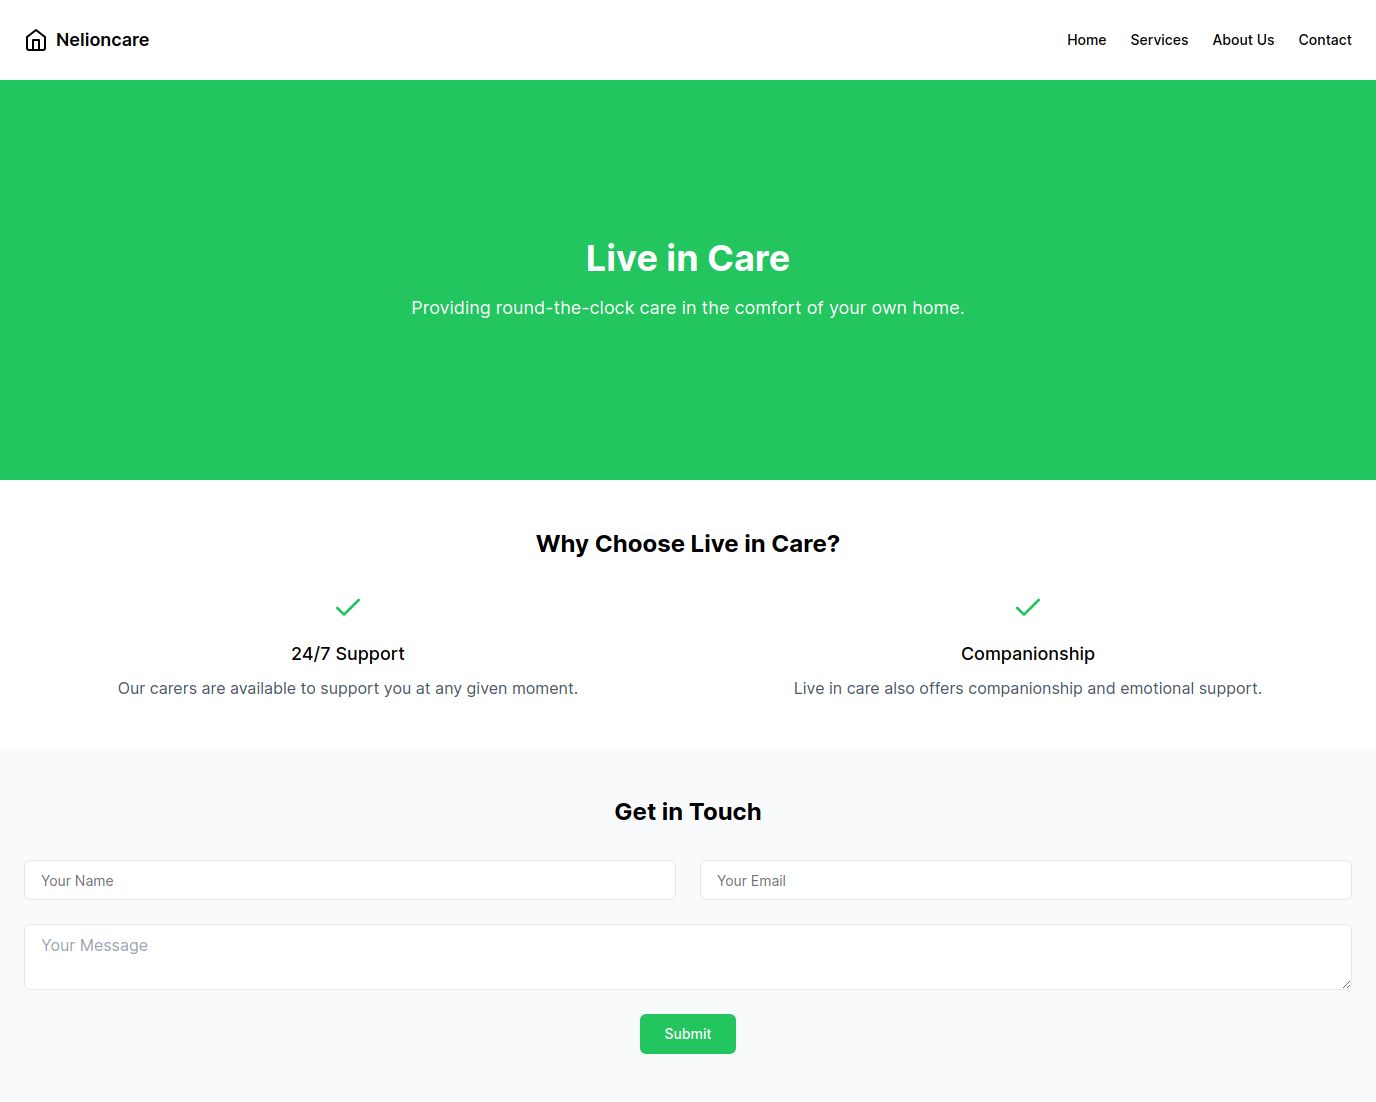 Nelioncare
Home Services About Us Contact
Live in Care
Providing round-the-clock care in the comfort of your own home.
Why Choose Live in Care?
24/7 Support
Our carers are available to support you at any given moment.
Companionship
Live in care also offers companionship and emotional support.
Get in Touch
Your Name
Your Email
Your Message
Submit